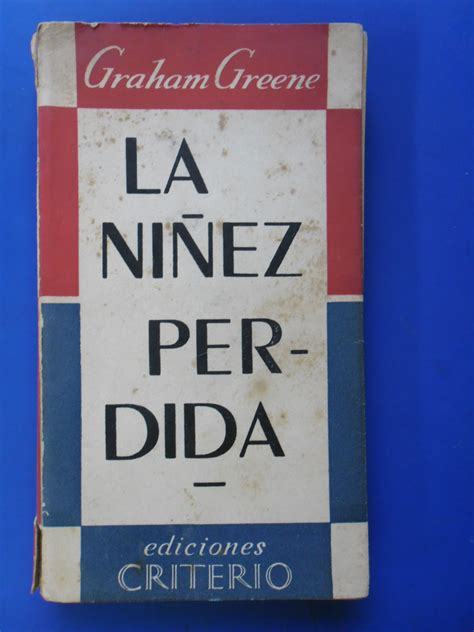 Graham Greene
LA
NIÑEZ
PER-
DIDA
ediciones
CRITERIO